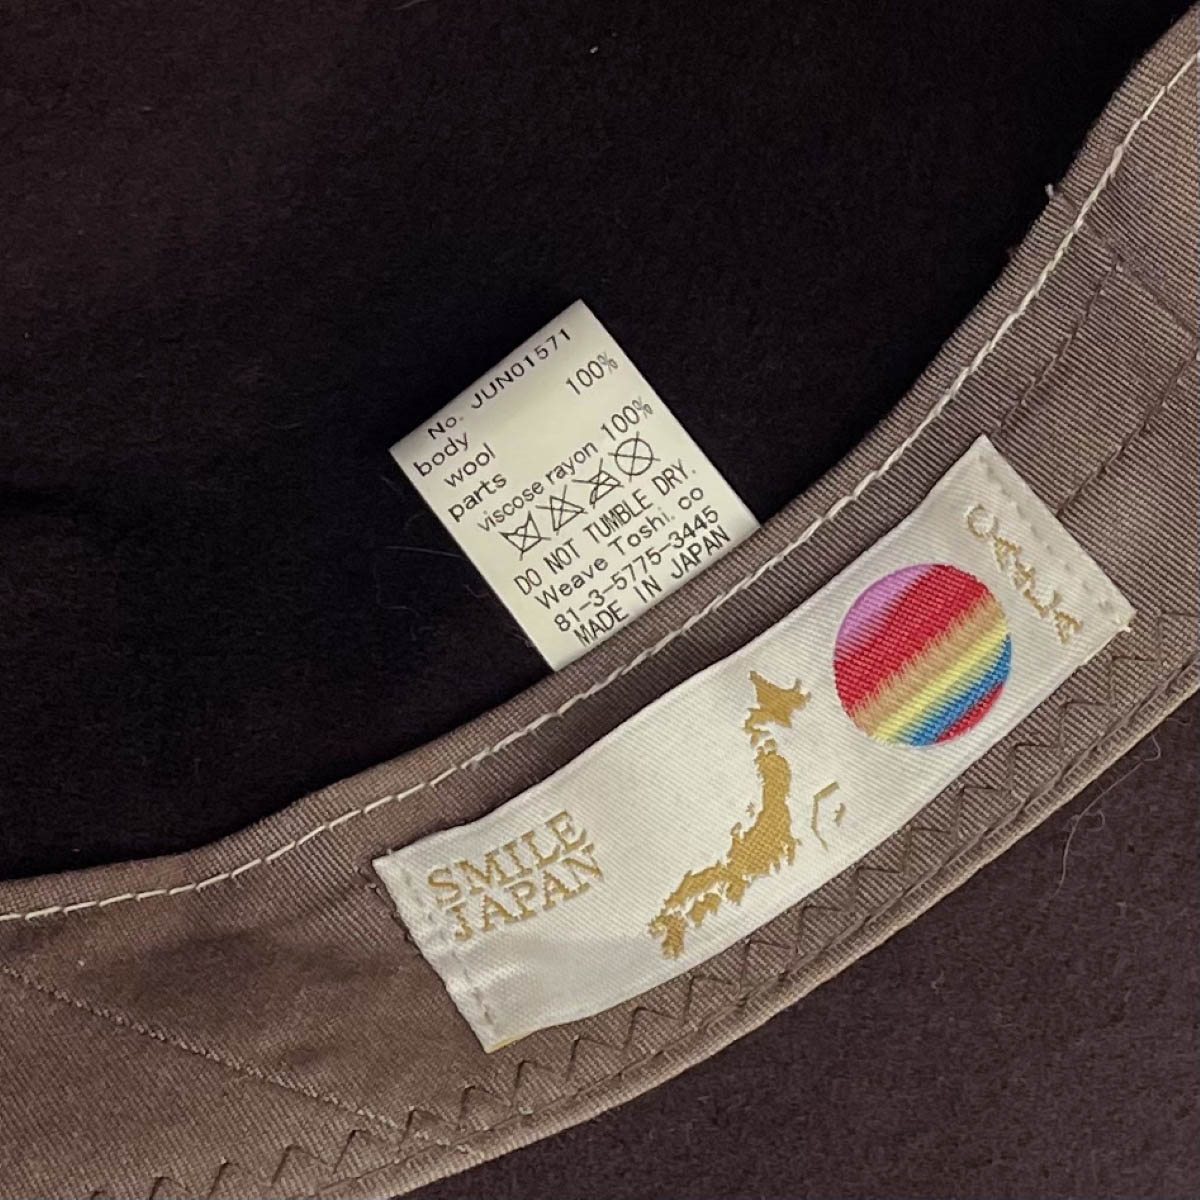 No. JUN01571
body
wool 100%
parts
viscose rayon 100%
DO NOT TUMBLE DRY.
Weave Toshi.co
81-3-5775-3445
MADE IN JAPAN
SMILE
JAPAN
CA4LA